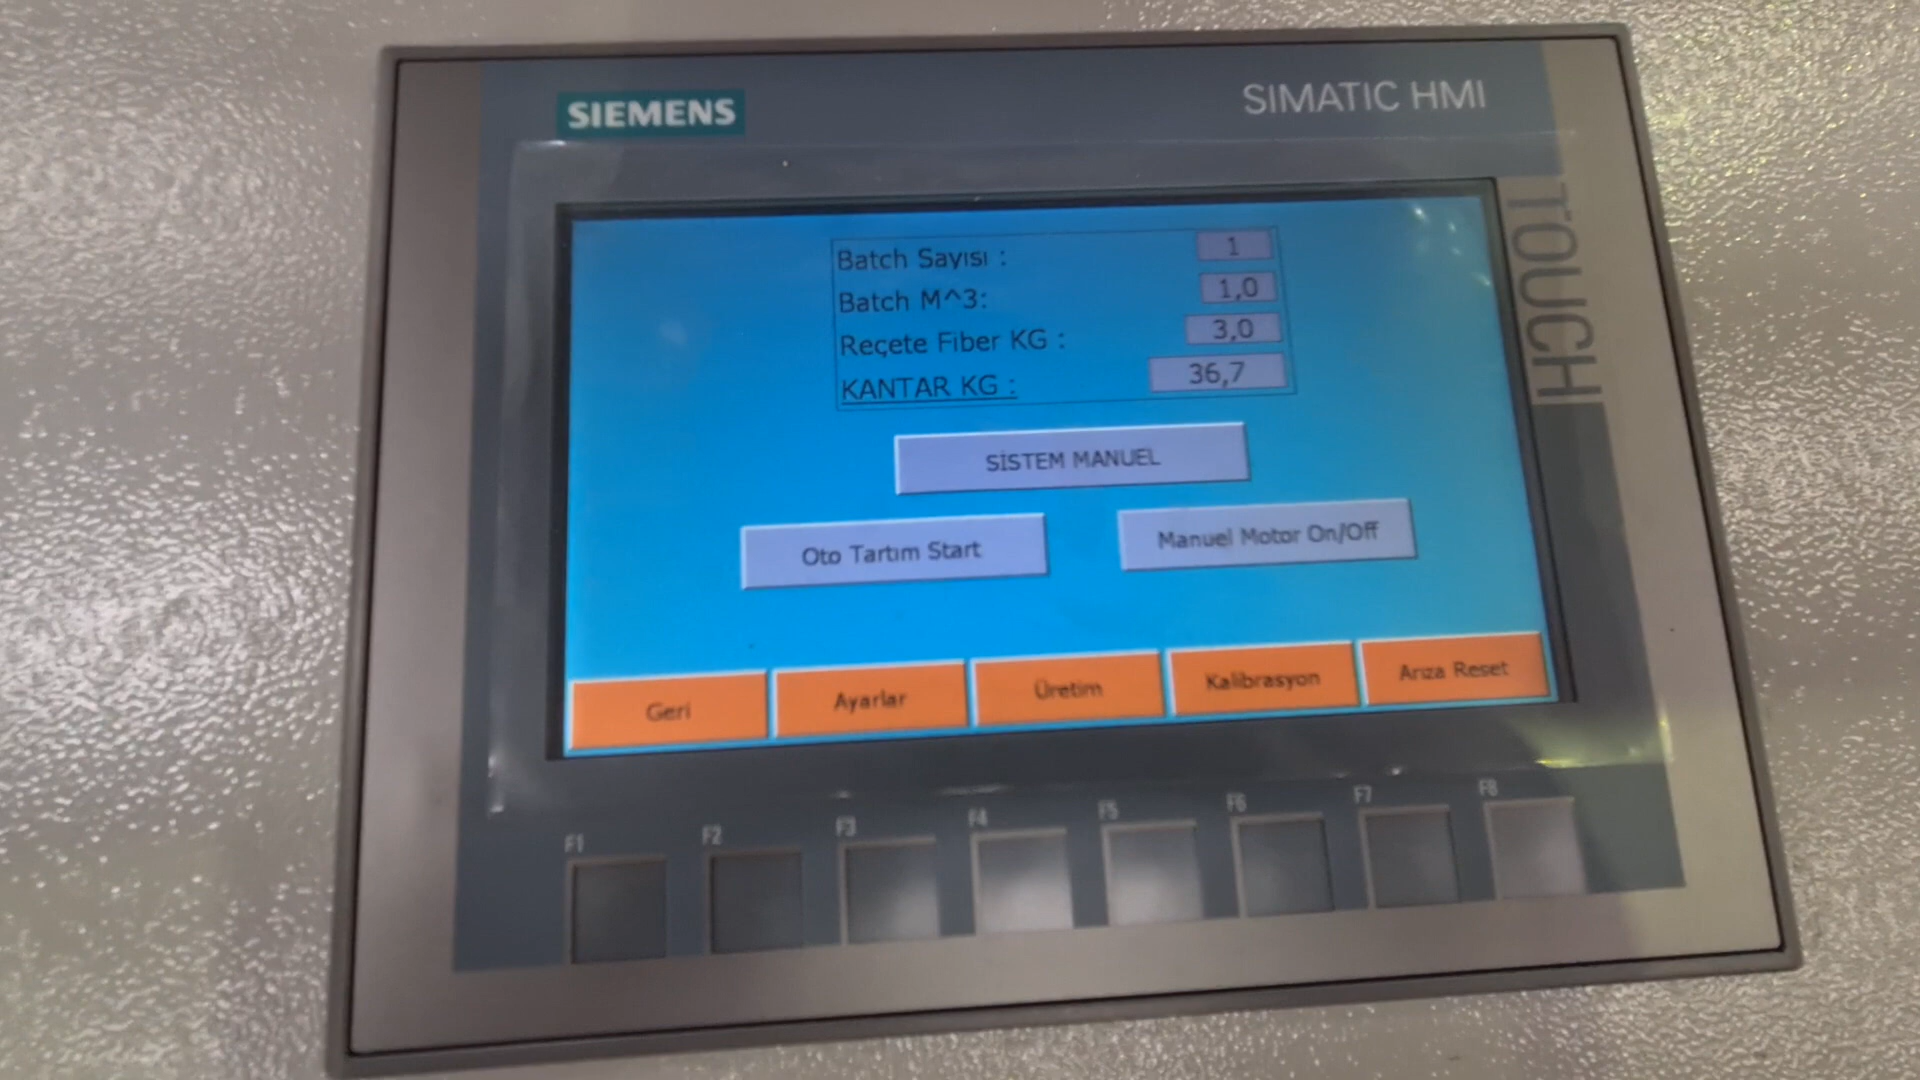 SIEMENS
SIMATIC HMI
TOUCH
Batch Sayısı : 1
Batch M^3: 1,0
Reçete Fiber KG : 3,0
KANTAR KG : 36,7
SİSTEM MANUEL
Oto Tartım Start
Manuel Motor On/Off
Geri
Ayarlar
Üretim
Kalibrasyon
Arıza Reset
F1 F2 F3 F4 F5 F6 F7 F8